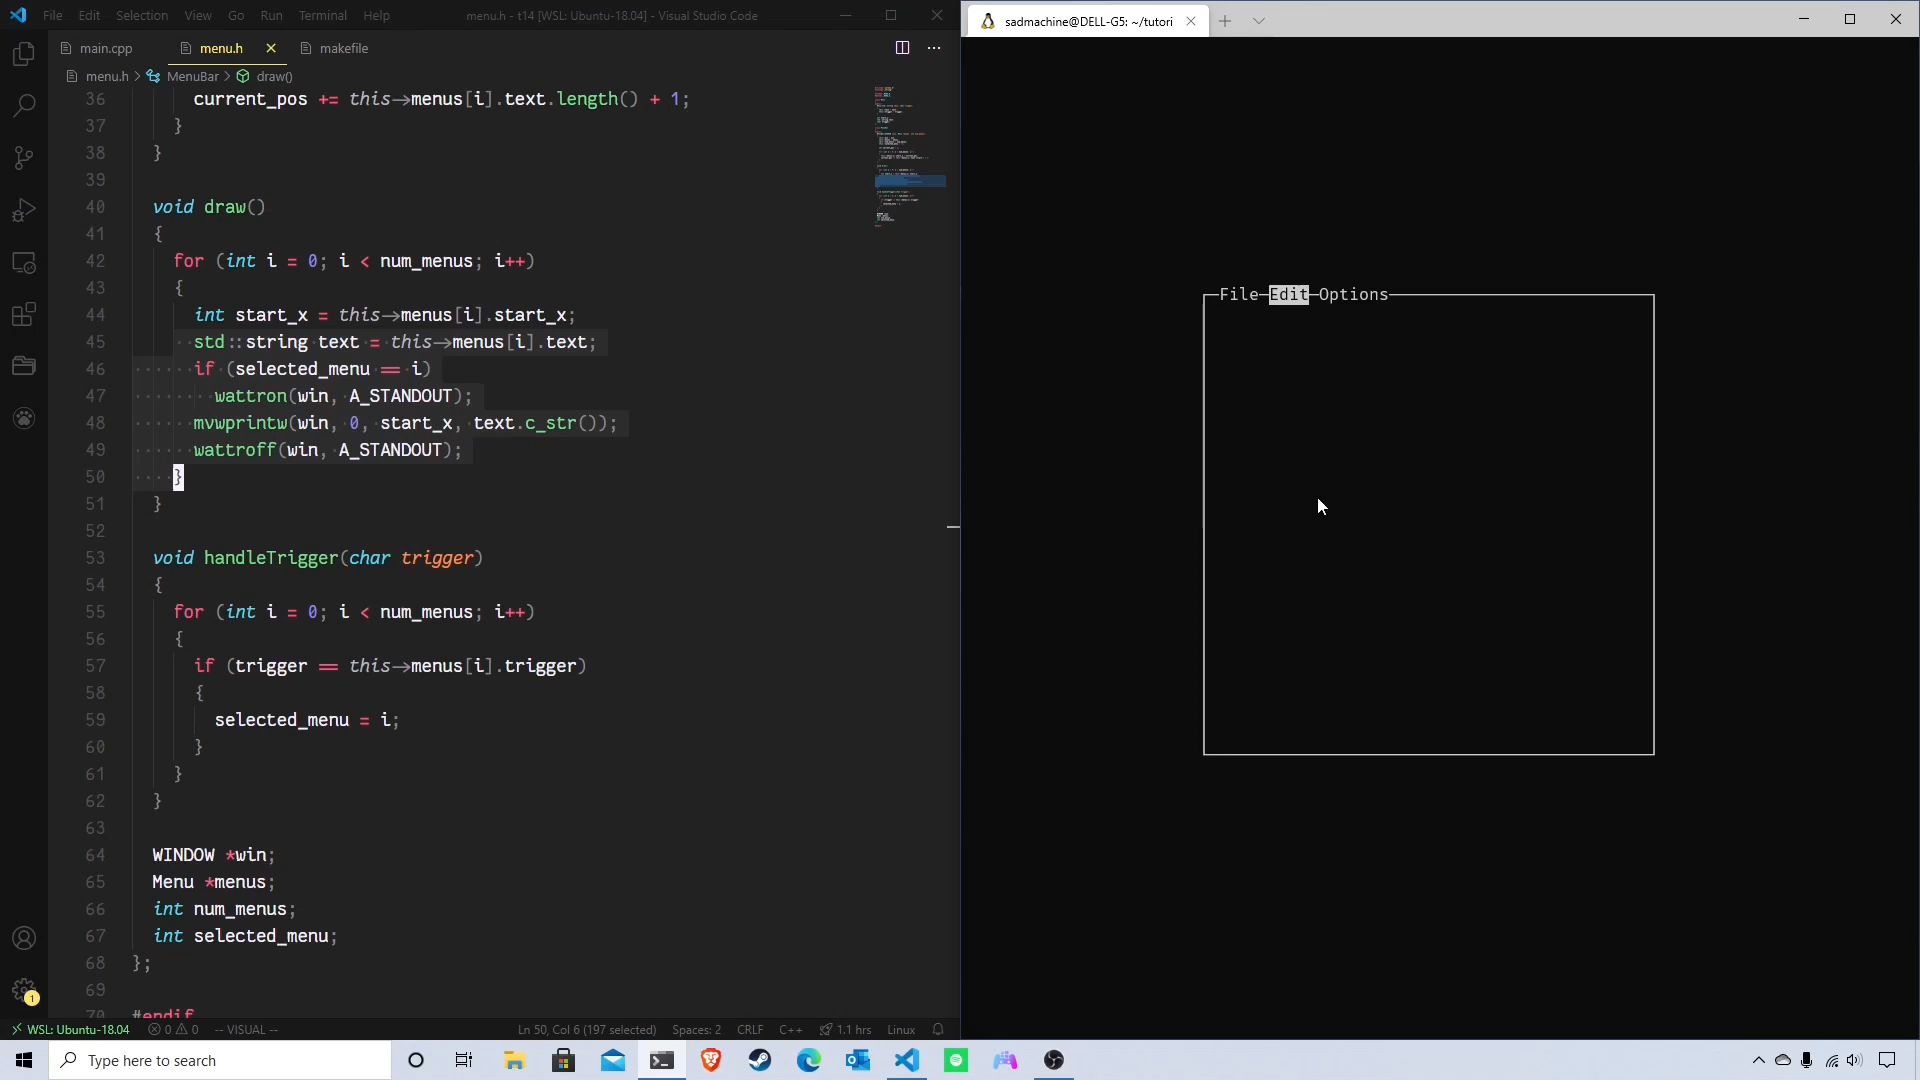 File Edit Selection View Go Run Terminal Help
menu.h - t14 [WSL: Ubuntu-18.04] - Visual Studio Code
main.cpp
menu.h
makefile
menu.h > MenuBar > draw()
36 current_pos += this->menus[i].text.length() + 1;
37 }
38 }
39
40 void draw()
41 {
42 for (int i = 0; i < num_menus; i++)
43 {
44 int start_x = this->menus[i].start_x;
45 std::string text = this->menus[i].text;
46 if (selected_menu == i)
47 wattron(win, A_STANDOUT);
48 mvwprintw(win, 0, start_x, text.c_str());
49 wattroff(win, A_STANDOUT);
50 }
51 }
52
53 void handleTrigger(char trigger)
54 {
55 for (int i = 0; i < num_menus; i++)
56 {
57 if (trigger == this->menus[i].trigger)
58 {
59 selected_menu = i;
60 }
61 }
62 }
63
64 WINDOW *win;
65 Menu *menus;
66 int num_menus;
67 int selected_menu;
68 };
69
70 #endif
1
WSL: Ubuntu-18.04 0 0 -- VISUAL -- Ln 50, Col 6 (197 selected) Spaces: 2 CRLF C++ 1.1 hrs Linux
sadmachine@DELL-G5: ~/tutori
File Edit Options
Type here to search